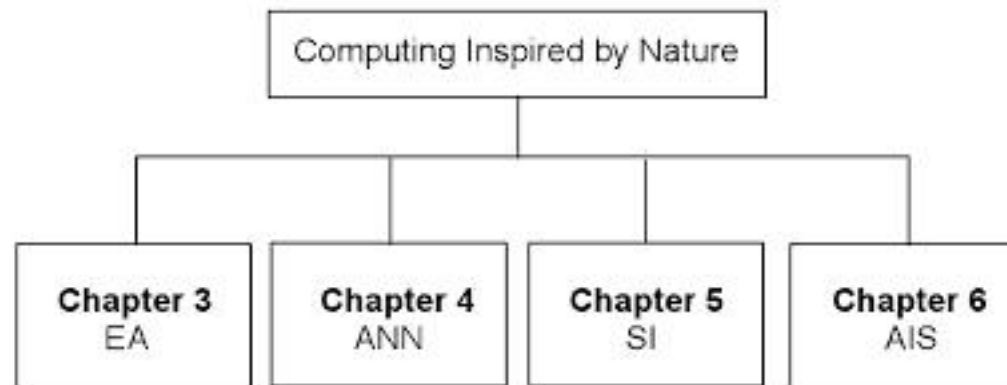 Computing Inspired by Nature
Chapter 3
EA
Chapter 4
ANN
Chapter 5
SI
Chapter 6
AIS